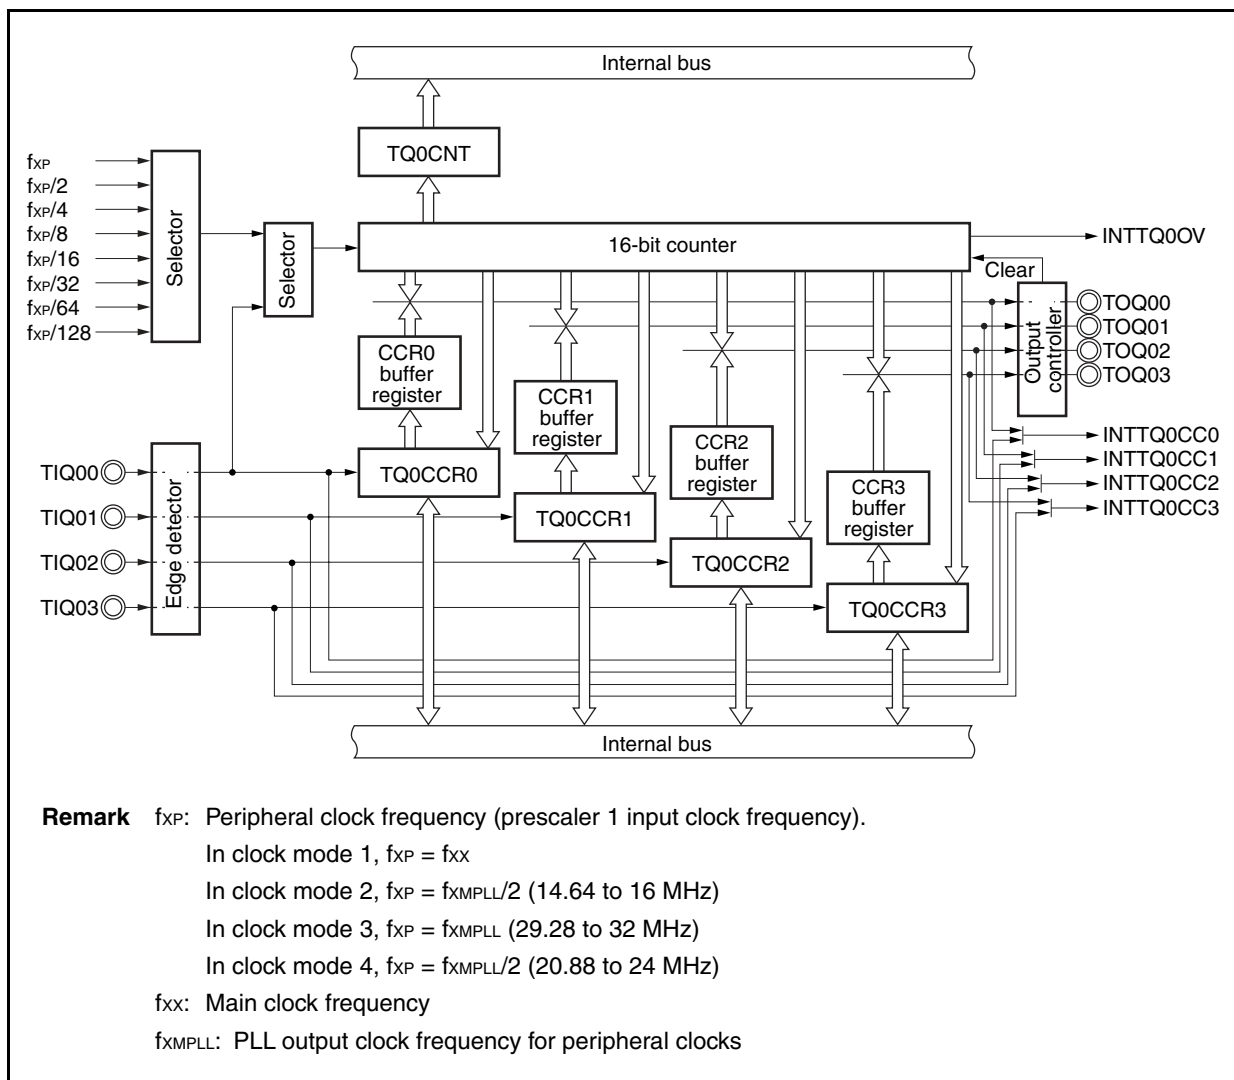 Internal bus
TQ0CNT
fXP
fXP/2
fXP/4
fXP/8
fXP/16
fXP/32
fXP/64
fXP/128
Selector
Selector
16-bit counter
INTTQ0OV
Clear
Output controller
TOQ00
TOQ01
TOQ02
TOQ03
CCR0
buffer
register
CCR1
buffer
register
CCR2
buffer
register
CCR3
buffer
register
INTTQ0CC0
INTTQ0CC1
INTTQ0CC2
INTTQ0CC3
TIQ00
TIQ01
TIQ02
TIQ03
Edge detector
TQ0CCR0
TQ0CCR1
TQ0CCR2
TQ0CCR3
Internal bus
Remark fXP: Peripheral clock frequency (prescaler 1 input clock frequency).
In clock mode 1, fXP = fXX
In clock mode 2, fXP = fXMPLL/2 (14.64 to 16 MHz)
In clock mode 3, fXP = fXMPLL (29.28 to 32 MHz)
In clock mode 4, fXP = fXMPLL/2 (20.88 to 24 MHz)
fXX: Main clock frequency
fXMPLL: PLL output clock frequency for peripheral clocks